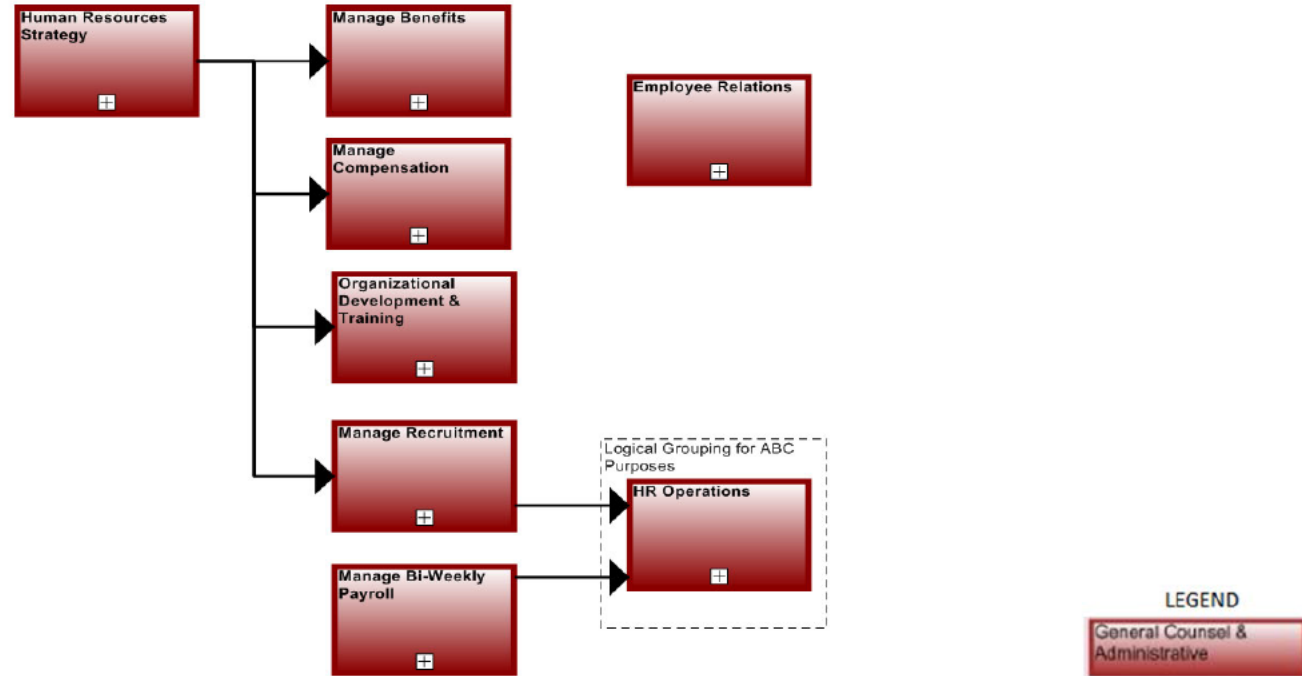 Human Resources
Strategy
Manage Benefits
Employee Relations
Manage
Compensation
Organizational
Development &
Training
Manage Recruitment
Logical Grouping for ABC
Purposes
HR Operations
Manage Bi-Weekly
Payroll
LEGEND
General Counsel &
Administrative